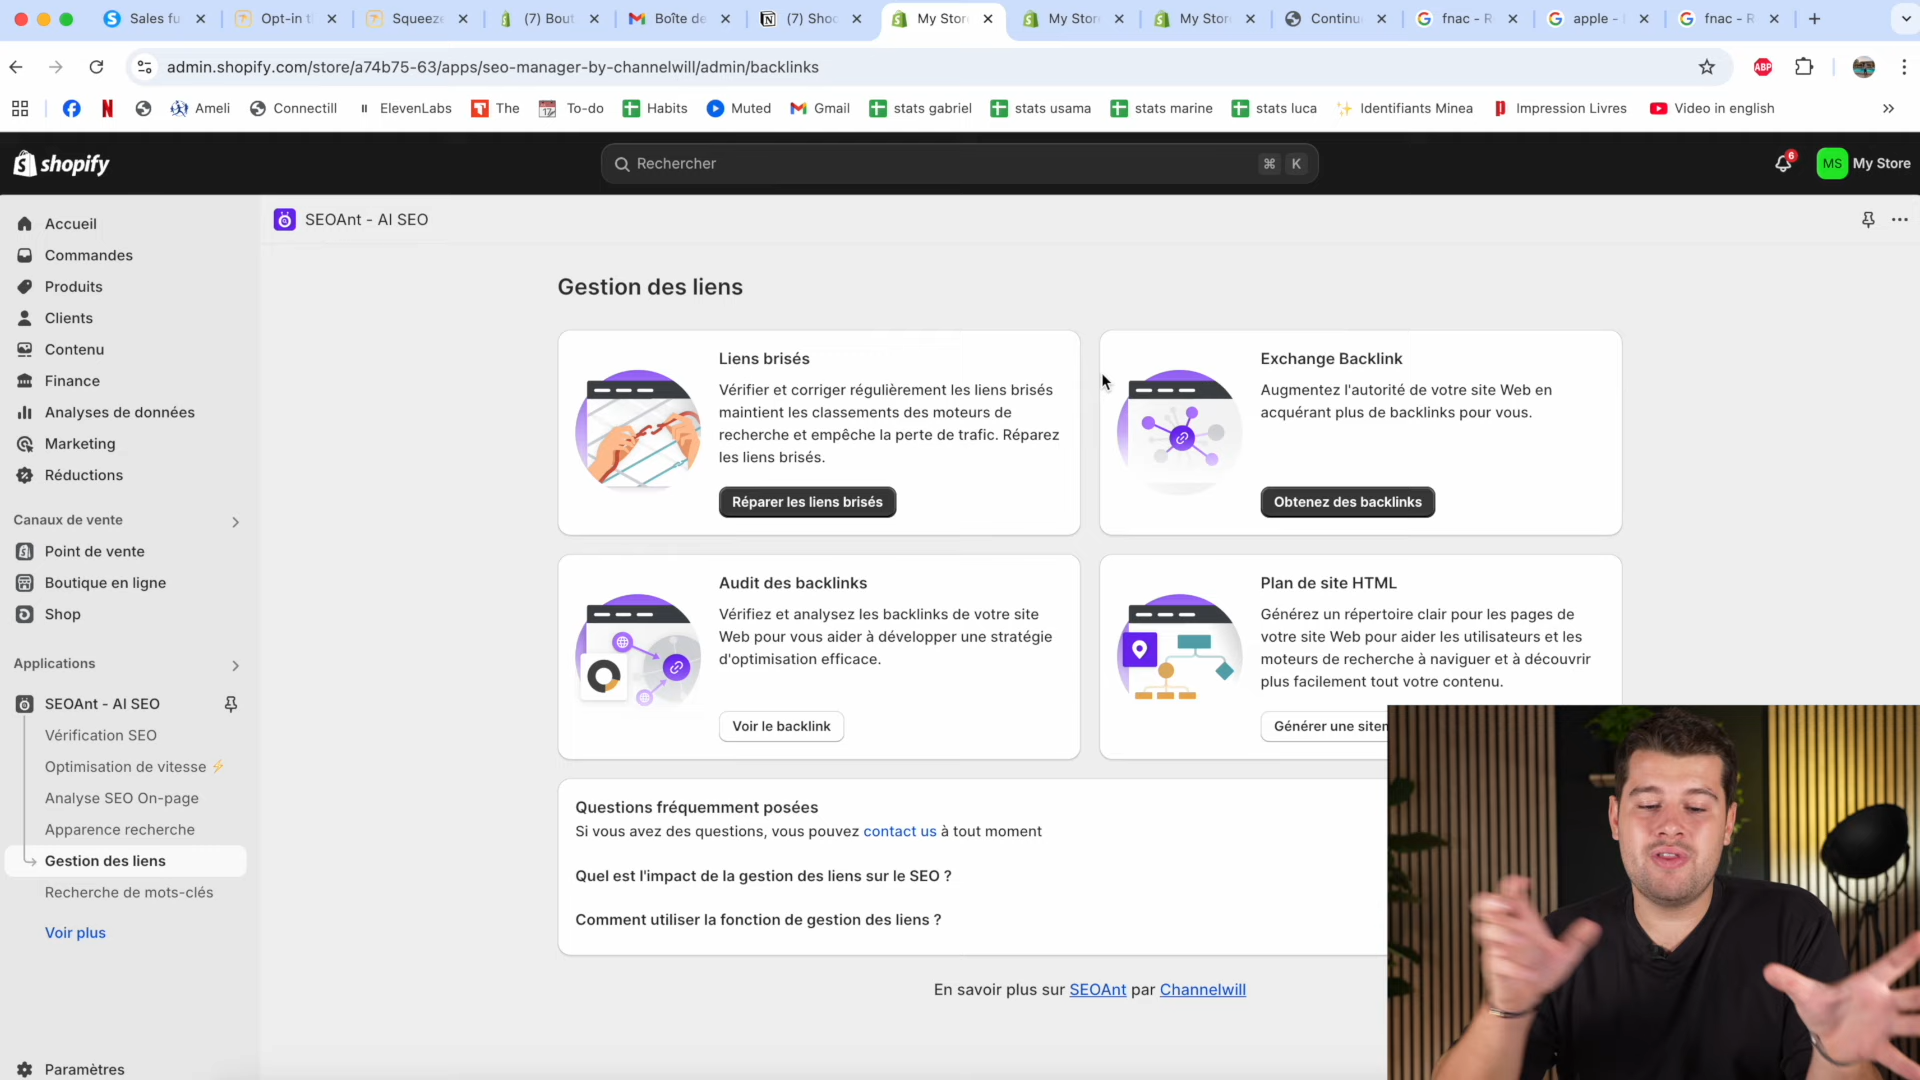 Sales fu
Opt-in t
Squeeze
(7) Bout
Boîte de
(7) Shop
My Stor
My Stor
My Stor
Continu
fnac - R
apple -
fnac - R
admin.shopify.com/store/a74b75-63/apps/seo-manager-by-channelwill/admin/backlinks
ABP
Ameli
Connectill
ElevenLabs
The
To-do
Habits
Muted
Gmail
stats gabriel
stats usama
stats marine
stats luca
Identifiants Minea
Impression Livres
Video in english
shopify
Rechercher
⌘ K
6
MS
My Store
Accueil
Commandes
Produits
Clients
Contenu
Finance
Analyses de données
Marketing
Réductions
Canaux de vente
Point de vente
Boutique en ligne
Shop
Applications
SEOAnt - AI SEO
Vérification SEO
Optimisation de vitesse ⚡
Analyse SEO On-page
Apparence recherche
Gestion des liens
Recherche de mots-clés
Voir plus
Paramètres
SEOAnt - AI SEO
Gestion des liens
Liens brisés
Vérifier et corriger régulièrement les liens brisés
maintient les classements des moteurs de
recherche et empêche la perte de trafic. Réparez
les liens brisés.
Réparer les liens brisés
Exchange Backlink
Augmentez l'autorité de votre site Web en
acquérant plus de backlinks pour vous.
Obtenez des backlinks
Audit des backlinks
Vérifiez et analysez les backlinks de votre site
Web pour vous aider à développer une stratégie
d'optimisation efficace.
Voir le backlink
Plan de site HTML
Générez un répertoire clair pour les pages de
votre site Web pour aider les utilisateurs et les
moteurs de recherche à naviguer et à découvrir
plus facilement tout votre contenu.
Générer une siten
Questions fréquemment posées
Si vous avez des questions, vous pouvez contact us à tout moment
Quel est l'impact de la gestion des liens sur le SEO ?
Comment utiliser la fonction de gestion des liens ?
En savoir plus sur SEOAnt par Channelwill